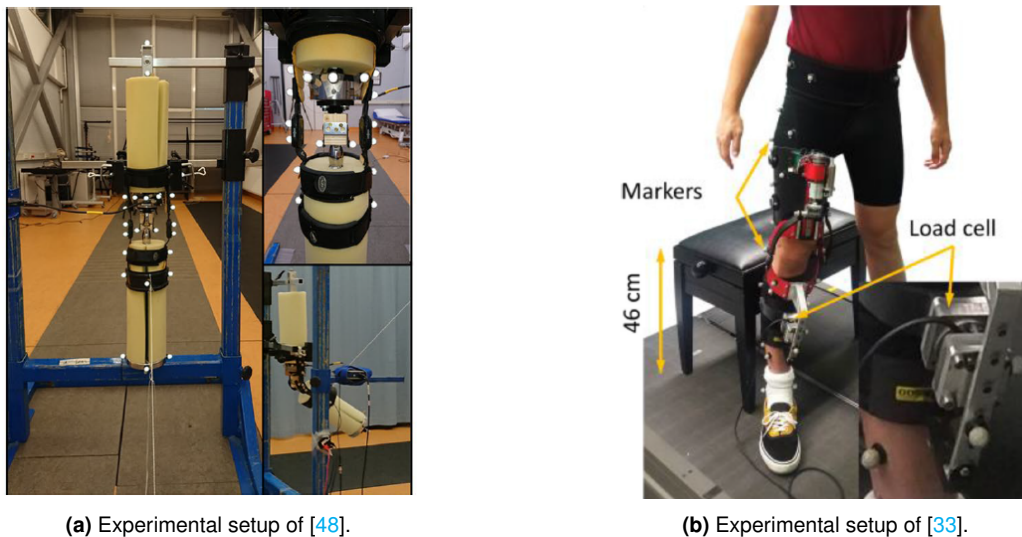 Markers
Load cell
46 cm
(a) Experimental setup of [48].
(b) Experimental setup of [33].